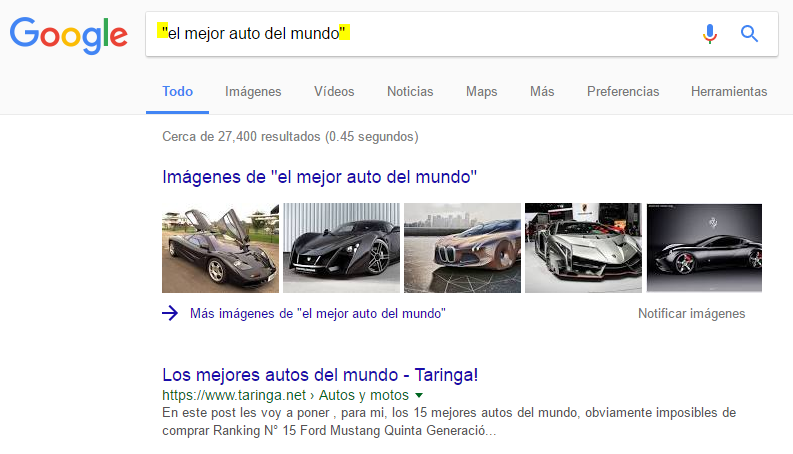 Google
"el mejor auto del mundo"
Todo Imágenes Vídeos Noticias Maps Más Preferencias Herramientas
Cerca de 27,400 resultados (0.45 segundos)
Imágenes de "el mejor auto del mundo"
Más imágenes de "el mejor auto del mundo" Notificar imágenes
Los mejores autos del mundo - Taringa!
https://www.taringa.net › Autos y motos
En este post les voy a poner , para mi, los 15 mejores autos del mundo, obviamente imposibles de
comprar Ranking N° 15 Ford Mustang Quinta Generació...